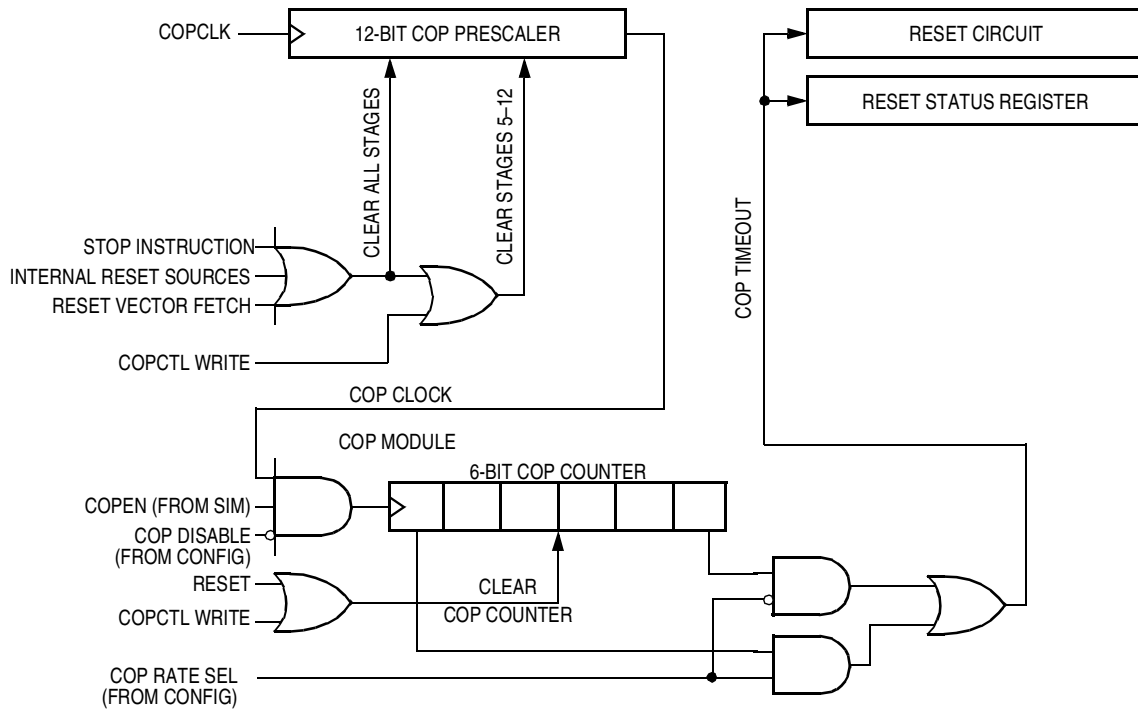 COPCLK
12-BIT COP PRESCALER
RESET CIRCUIT
RESET STATUS REGISTER
CLEAR ALL STAGES
CLEAR STAGES 5–12
STOP INSTRUCTION
INTERNAL RESET SOURCES
RESET VECTOR FETCH
COPCTL WRITE
COP TIMEOUT
COP CLOCK
COP MODULE
6-BIT COP COUNTER
COPEN (FROM SIM)
COP DISABLE
(FROM CONFIG)
RESET
COPCTL WRITE
CLEAR
COP COUNTER
COP RATE SEL
(FROM CONFIG)